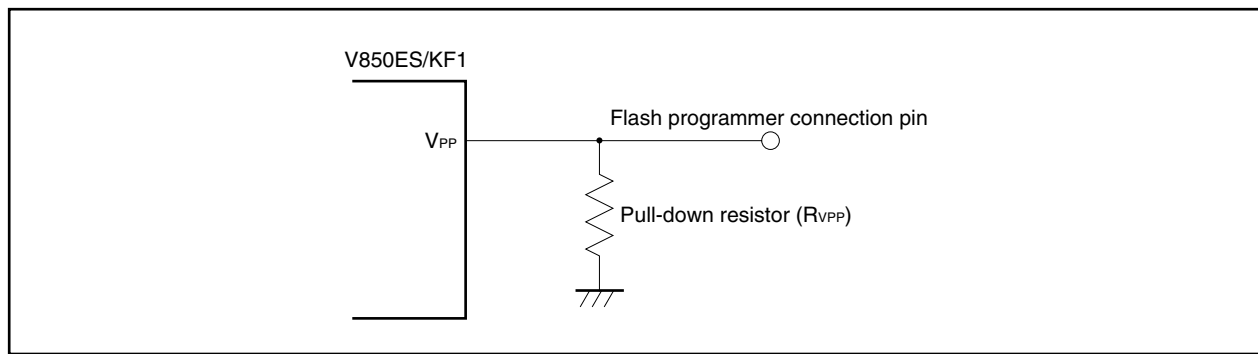 V850ES/KF1
Flash programmer connection pin
VPP
Pull-down resistor (RVPP)